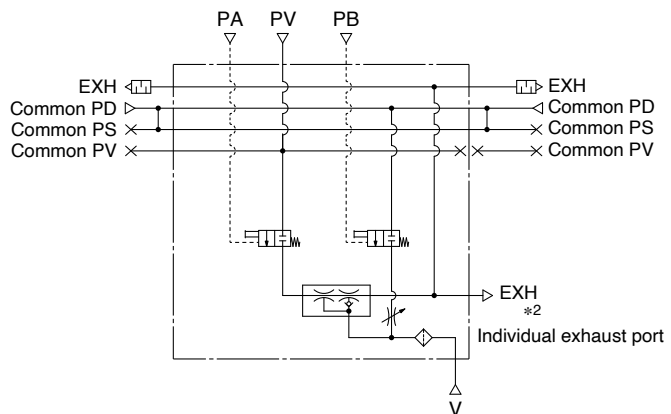 PA PV PB
EXH EXH
Common PD Common PD
Common PS Common PS
Common PV Common PV
EXH
*2
Individual exhaust port
V